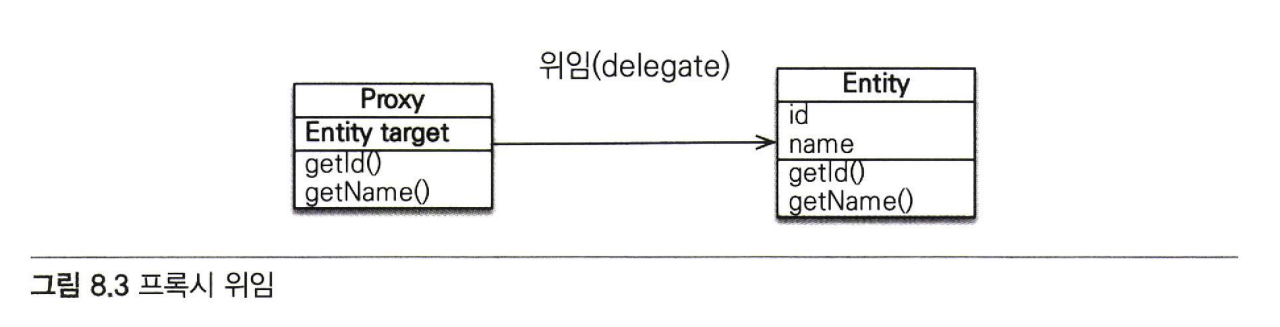 위임(delegate)
Proxy
Entity target
getId()
getName()
Entity
id
name
getId()
getName()
그림 8.3 프록시 위임